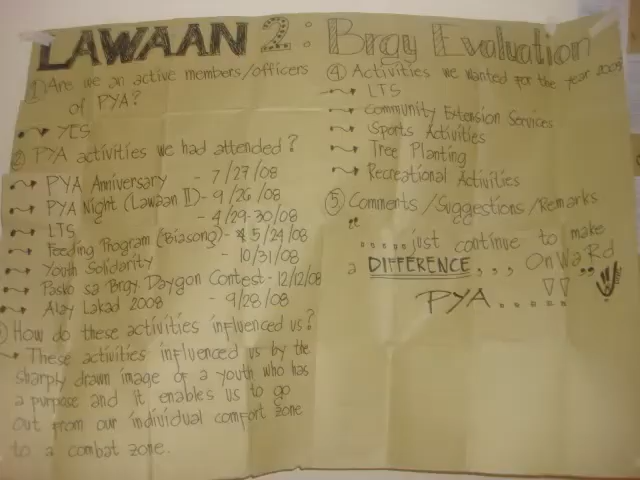 LAWAAN 2: Brgy Evaluation
① Are we an active members/officers
of PYA?
YES
② PYA activities we had attended?
PYA Anniversary - 7/27/08
PYA Night (Lawaan II) - 9/26/08
LTS - 4/29-30/08
Feeding Program (Biasong) - 5/24/08
Youth Solidarity - 10/31/08
Pasko sa Brgy. Daygon Contest - 12/12/08
Alay Lakad 2008 - 9/28/08
How do these activities influenced us?
These activities influenced us by the
sharply drawn image of a youth who has
a purpose and it enables us to go
out from our individual comfort zone
to a combat zone.
④ Activities we wanted for the year
LTS
Community Extension Services
Sports Activities
Tree Planting
Recreational Activities
⑤ Comments/Suggestions/Remarks
".....just continue to make
a DIFFERENCE,,, OnWaRd
PYA.....